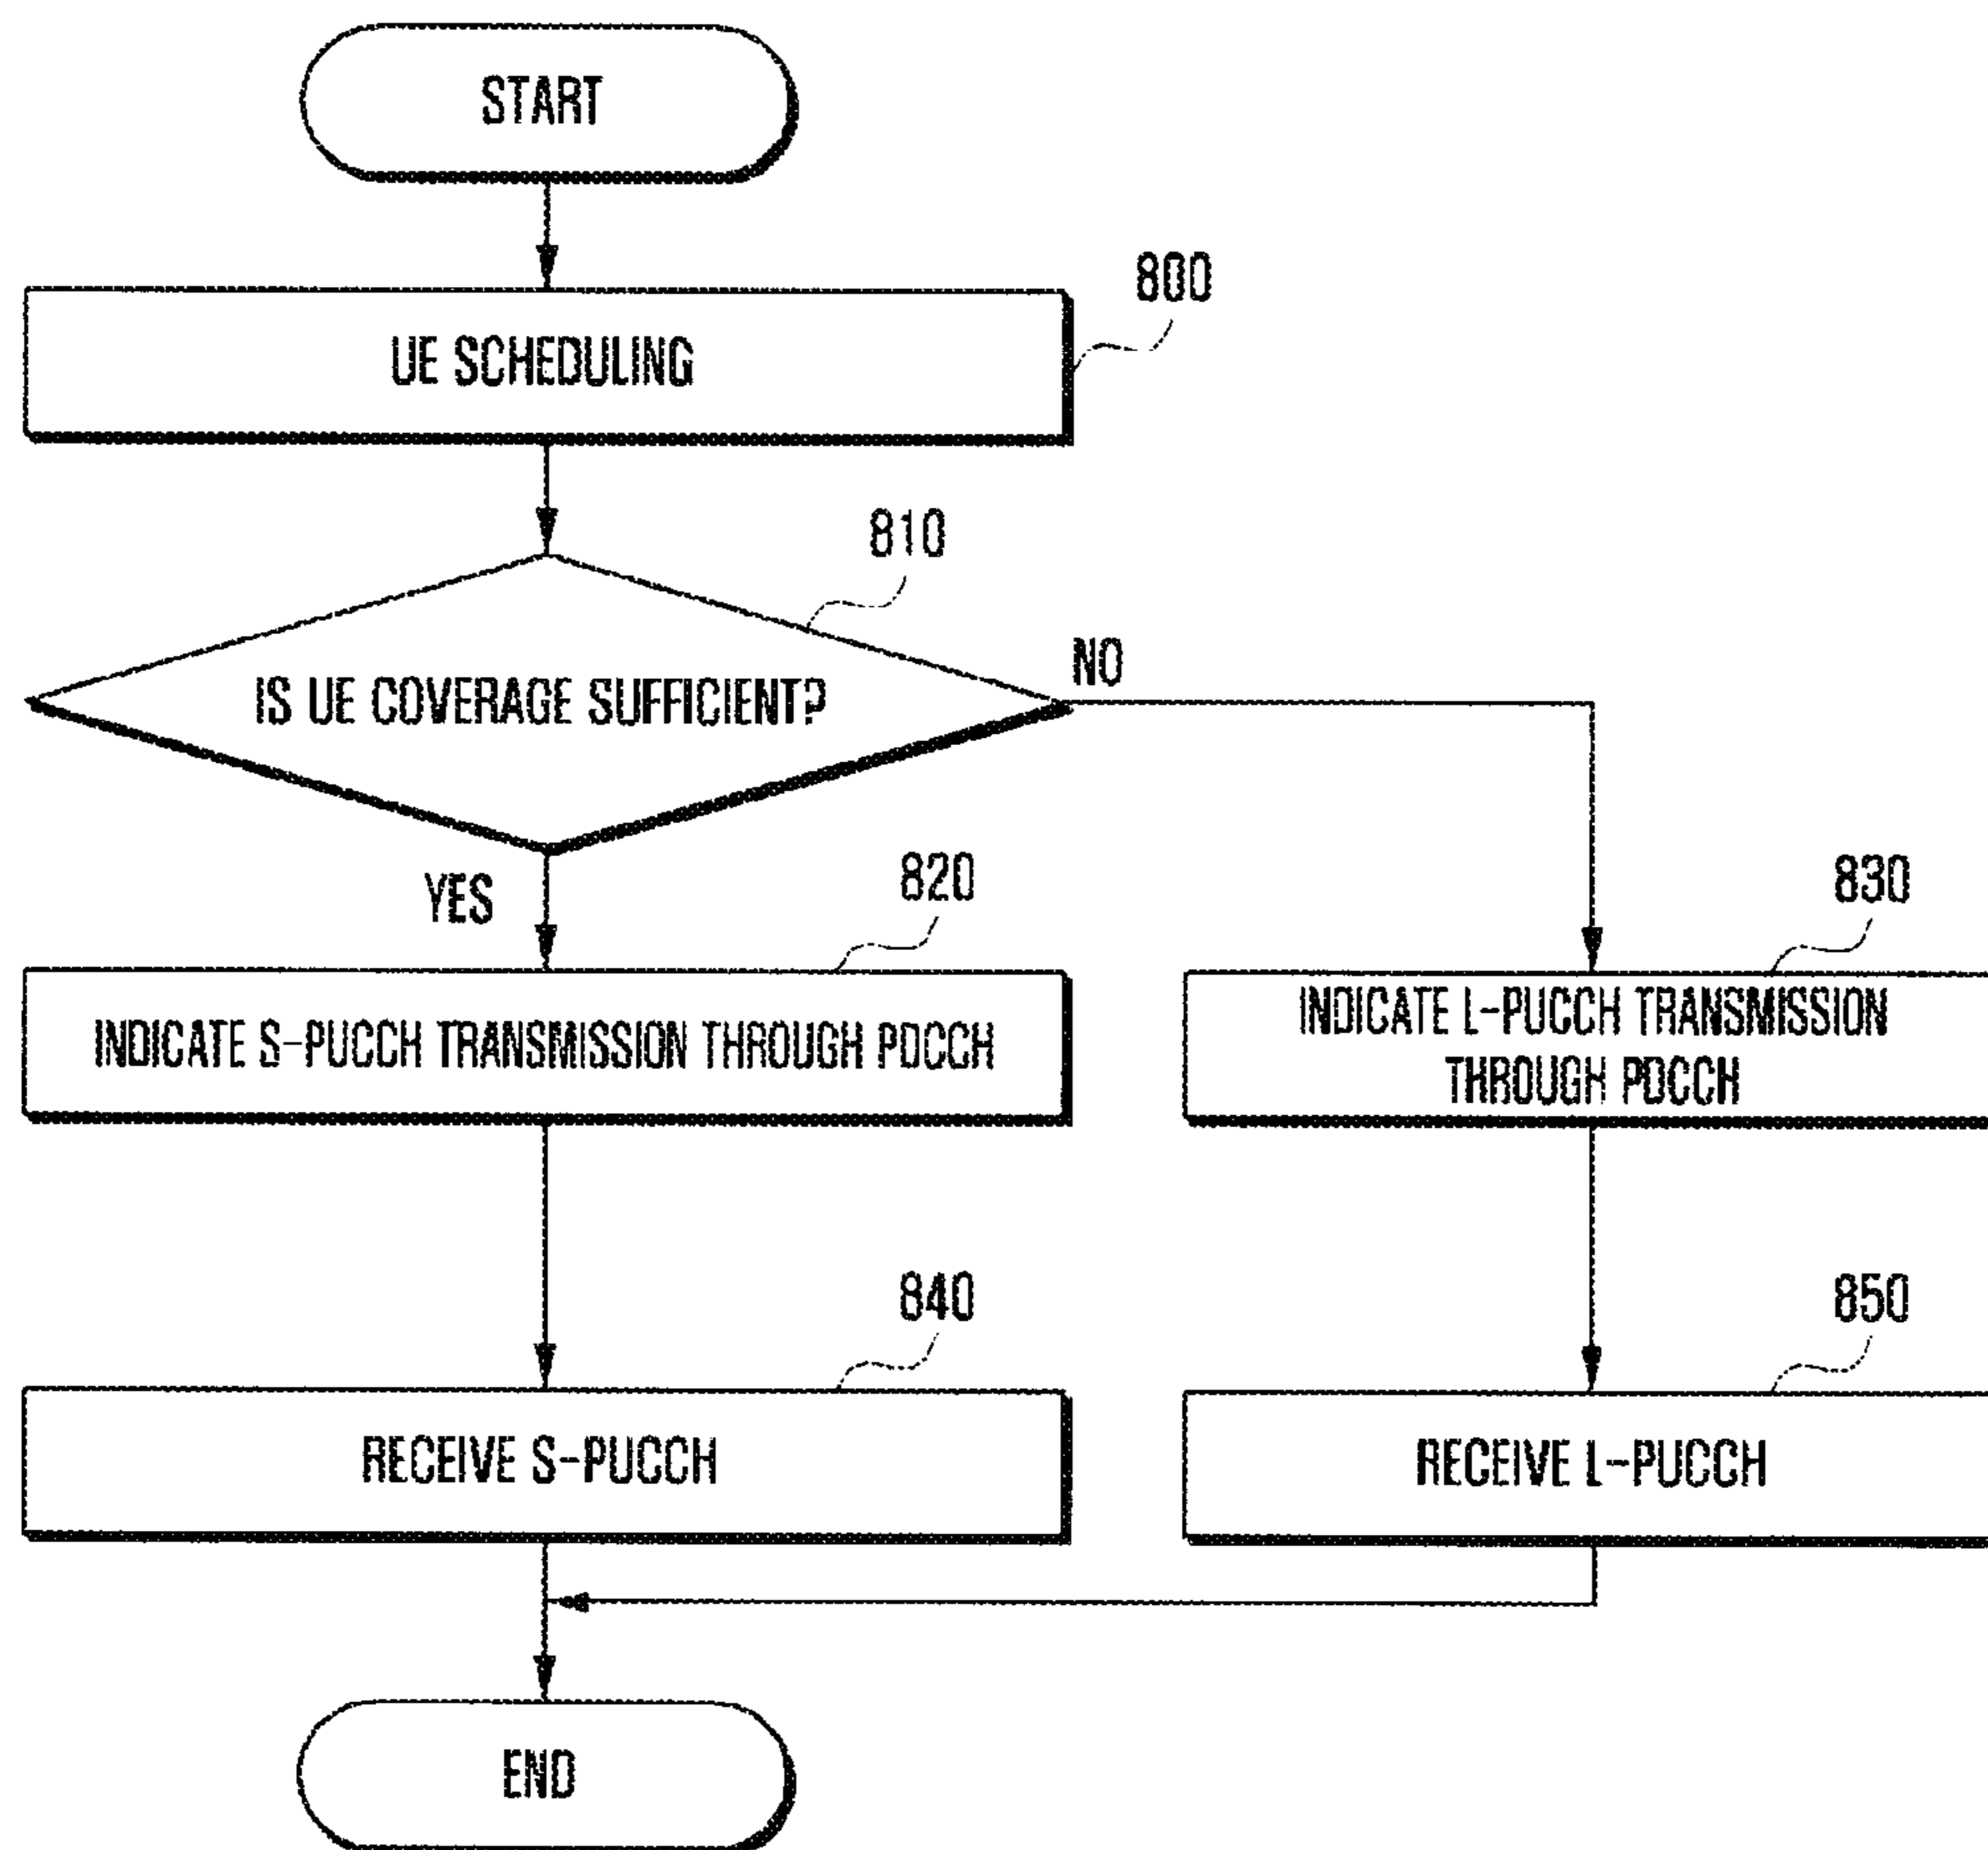 START
800
UE SCHEDULING
810
NO
IS UE COVERAGE SUFFICIENT?
YES
820
830
INDICATE S-PUCCH TRANSMISSION THROUGH PDCCH
INDICATE L-PUCCH TRANSMISSION
THROUGH PDCCH
840
850
RECEIVE S-PUCCH
RECEIVE L-PUCCH
END